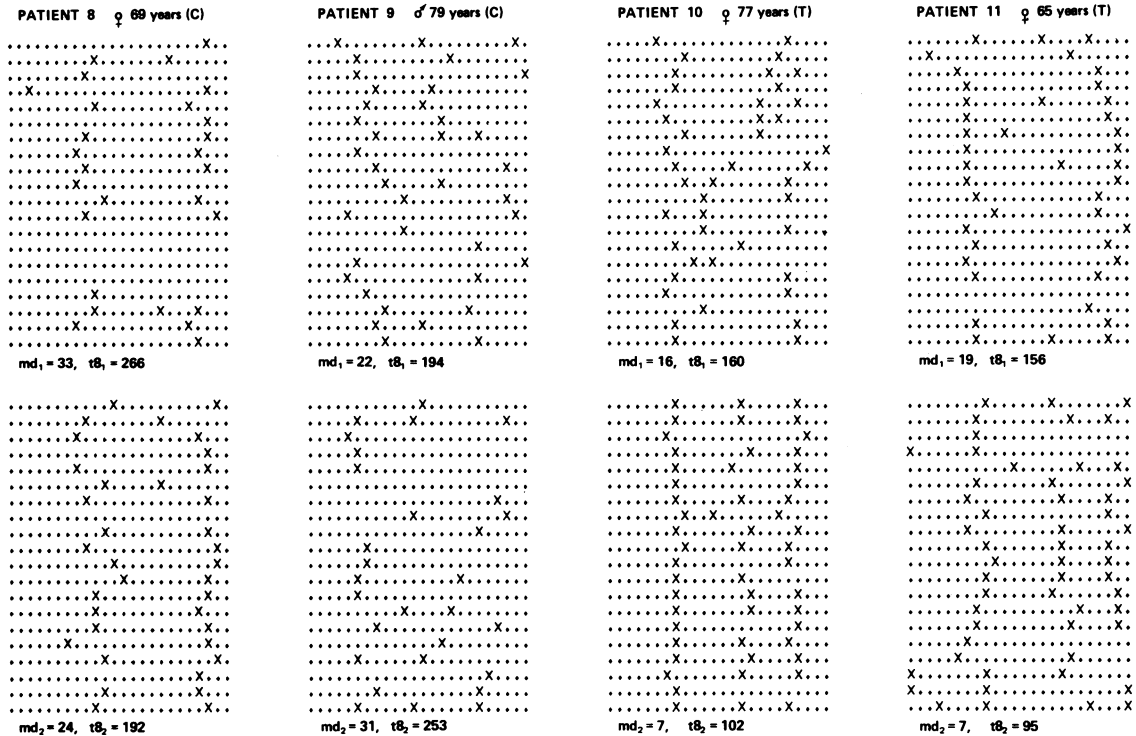 PATIENT 8 ♀ 69 years (C)
PATIENT 9 ♂ 79 years (C)
PATIENT 10 ♀ 77 years (T)
PATIENT 11 ♀ 65 years (T)
md₁ = 33, t8₁ = 266
md₁ = 22, t8₁ = 194
md₁ = 16, t8₁ = 160
md₁ = 19, t8₁ = 156
md₂ = 24, t8₂ = 192
md₂ = 31, t8₂ = 253
md₂ = 7, t8₂ = 102
md₂ = 7, t8₂ = 95